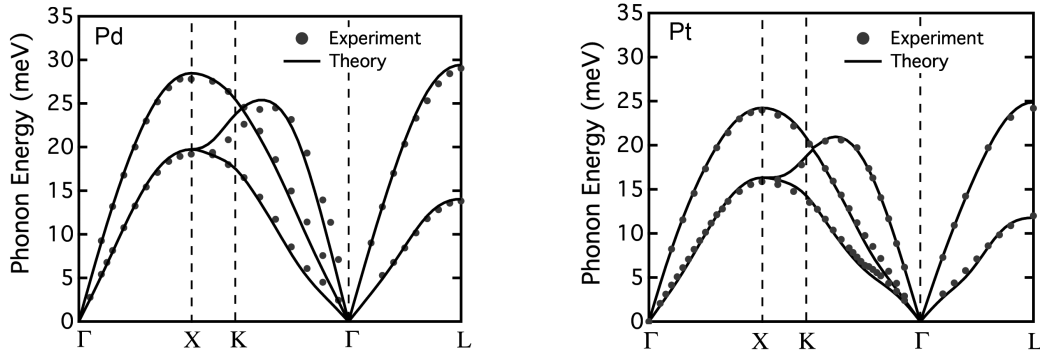 Pd
Experiment
Theory
Phonon Energy (meV)
35
30
25
20
15
10
5
0
Γ X K Γ L
Pt
Experiment
Theory
Phonon Energy (meV)
35
30
25
20
15
10
5
0
Γ X K Γ L